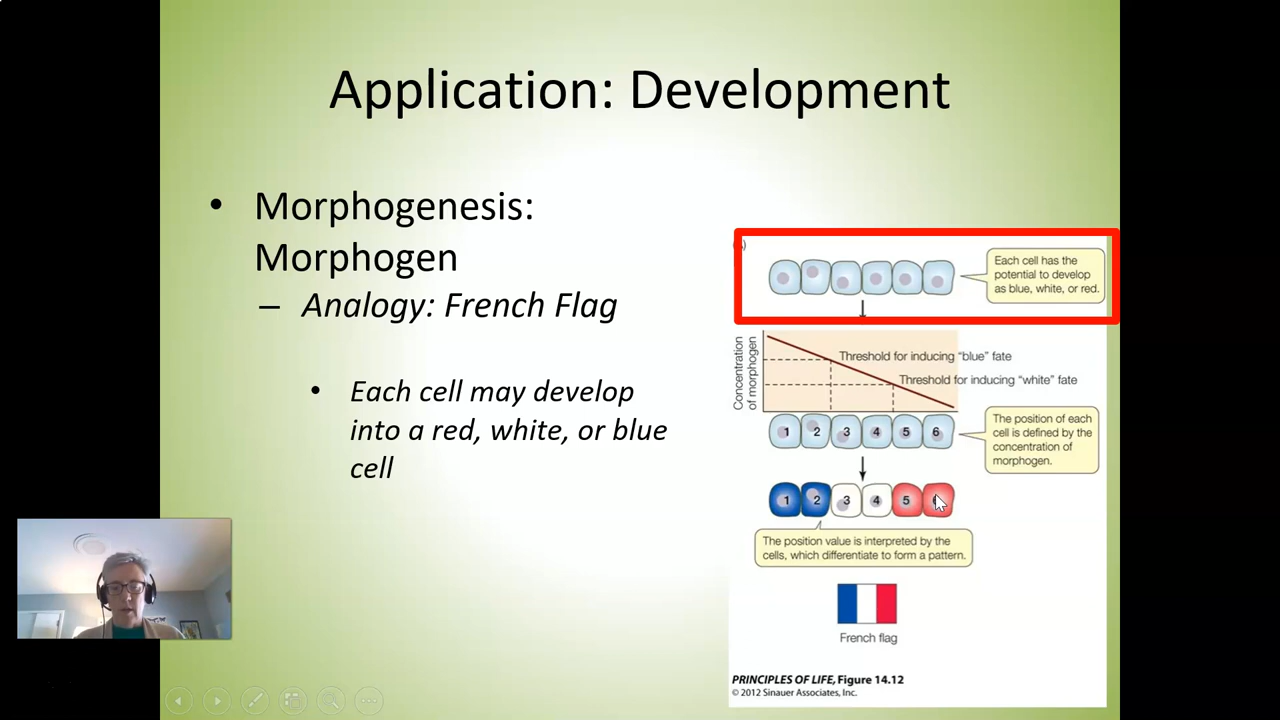 Application: Development
• Morphogenesis:
Morphogen
– Analogy: French Flag
• Each cell may develop
into a red, white, or blue
cell
Each cell has the
potential to develop
as blue, white, or red.
Concentration
of morphogen
Threshold for inducing “blue” fate
Threshold for inducing “white” fate
1 2 3 4 5 6
The position of each
cell is defined by the
concentration of
morphogen.
1 2 3 4 5
The position value is interpreted by the
cells, which differentiate to form a pattern.
French flag
PRINCIPLES OF LIFE, Figure 14.12
© 2012 Sinauer Associates, Inc.